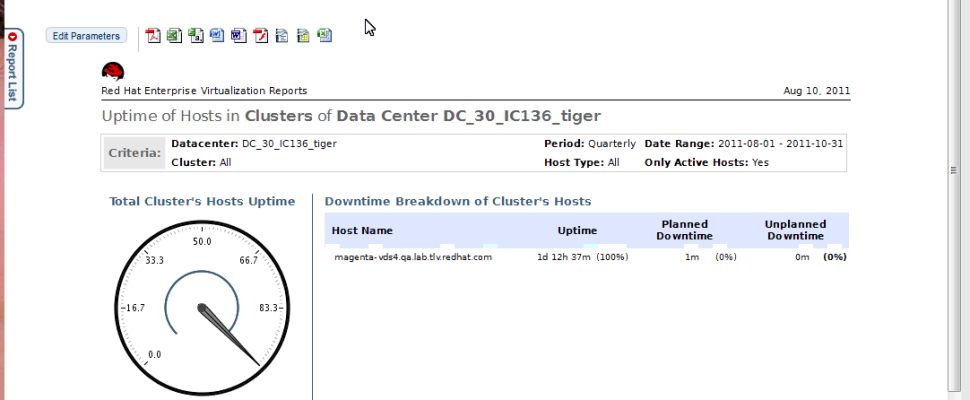 Edit Parameters
Report List
Red Hat Enterprise Virtualization Reports Aug 10, 2011
Uptime of Hosts in Clusters of Data Center DC_30_IC136_tiger
Criteria:
Datacenter: DC_30_IC136_tiger Period: Quarterly Date Range: 2011-08-01 - 2011-10-31
Cluster: All Host Type: All Only Active Hosts: Yes
Total Cluster's Hosts Uptime
50.0
33.3 66.7
16.7 83.3
0.0
Downtime Breakdown of Cluster's Hosts
Host Name Uptime Planned Downtime Unplanned Downtime
magenta-vds4.qa.lab.tlv.redhat.com 1d 12h 37m (100%) 1m (0%) 0m (0%)